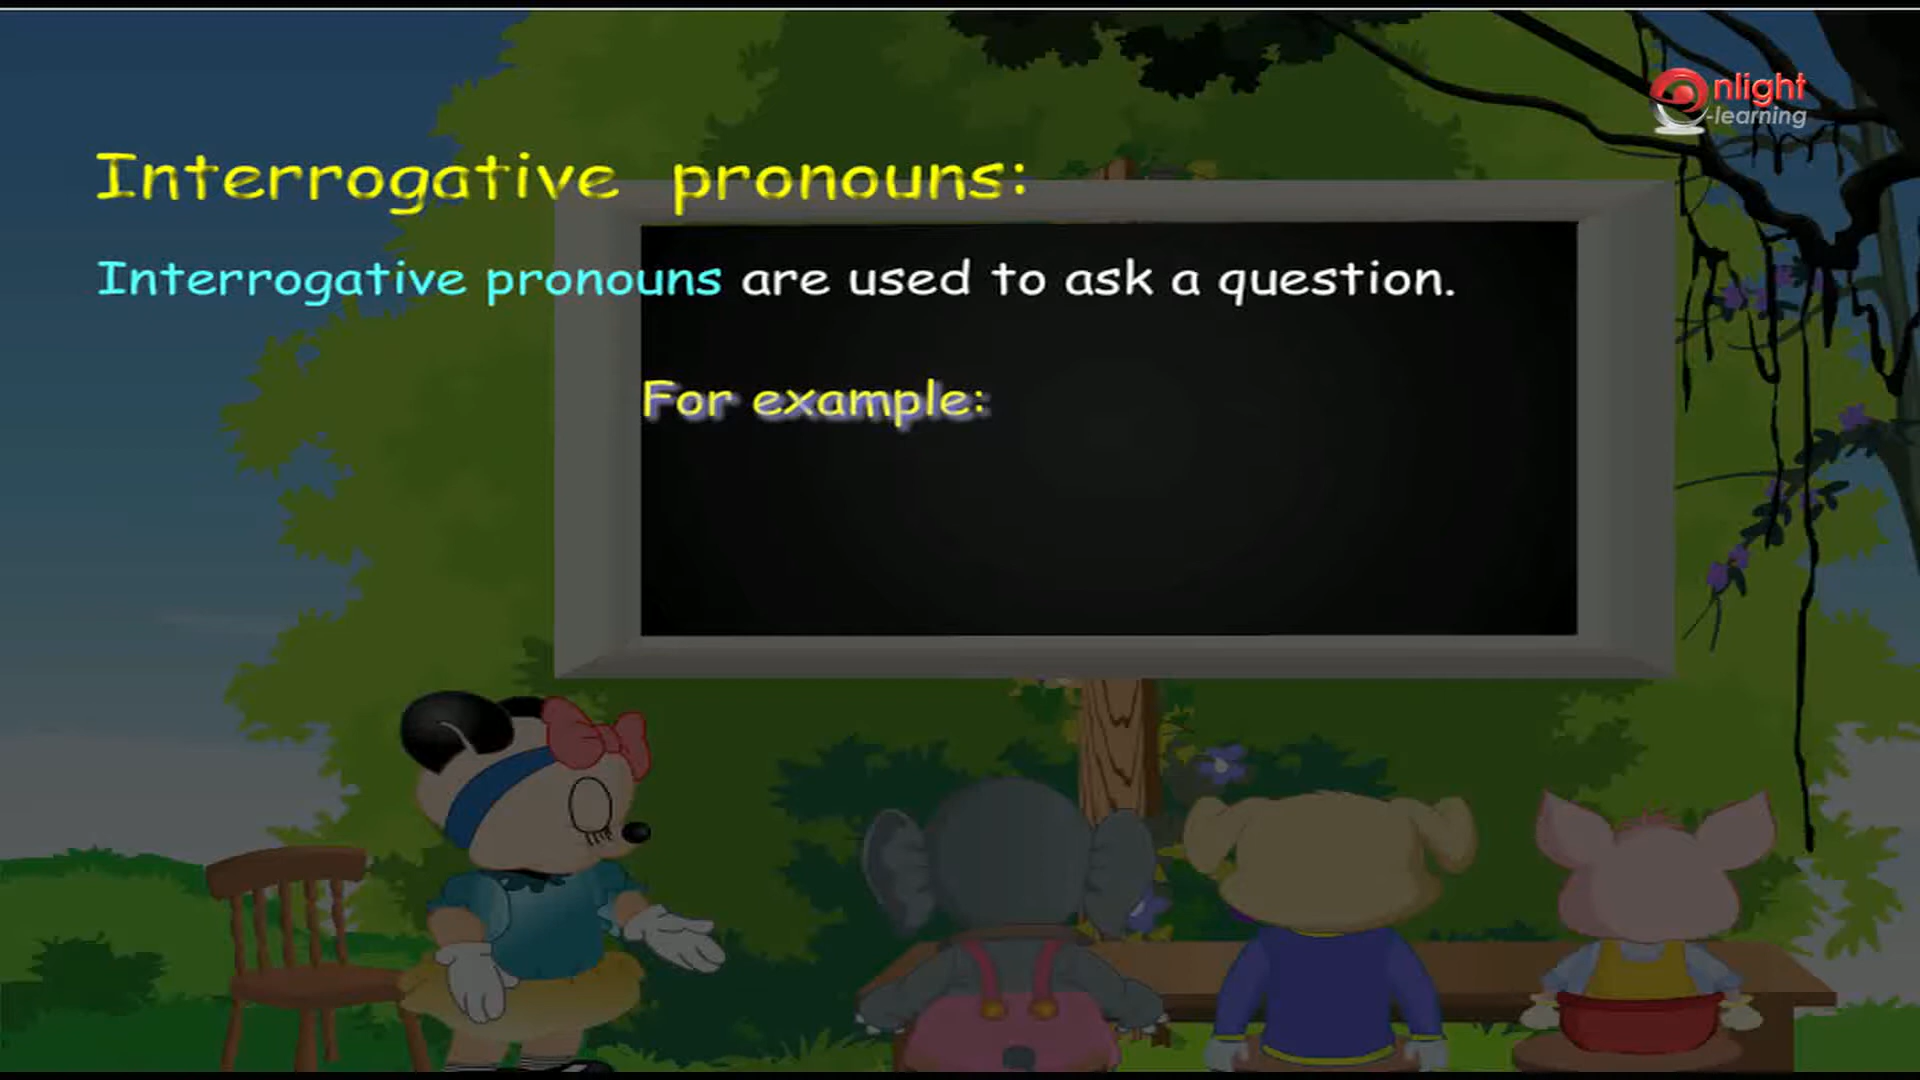 nlight
-learning
Interrogative pronouns:
Interrogative pronouns are used to ask a question.
For example: